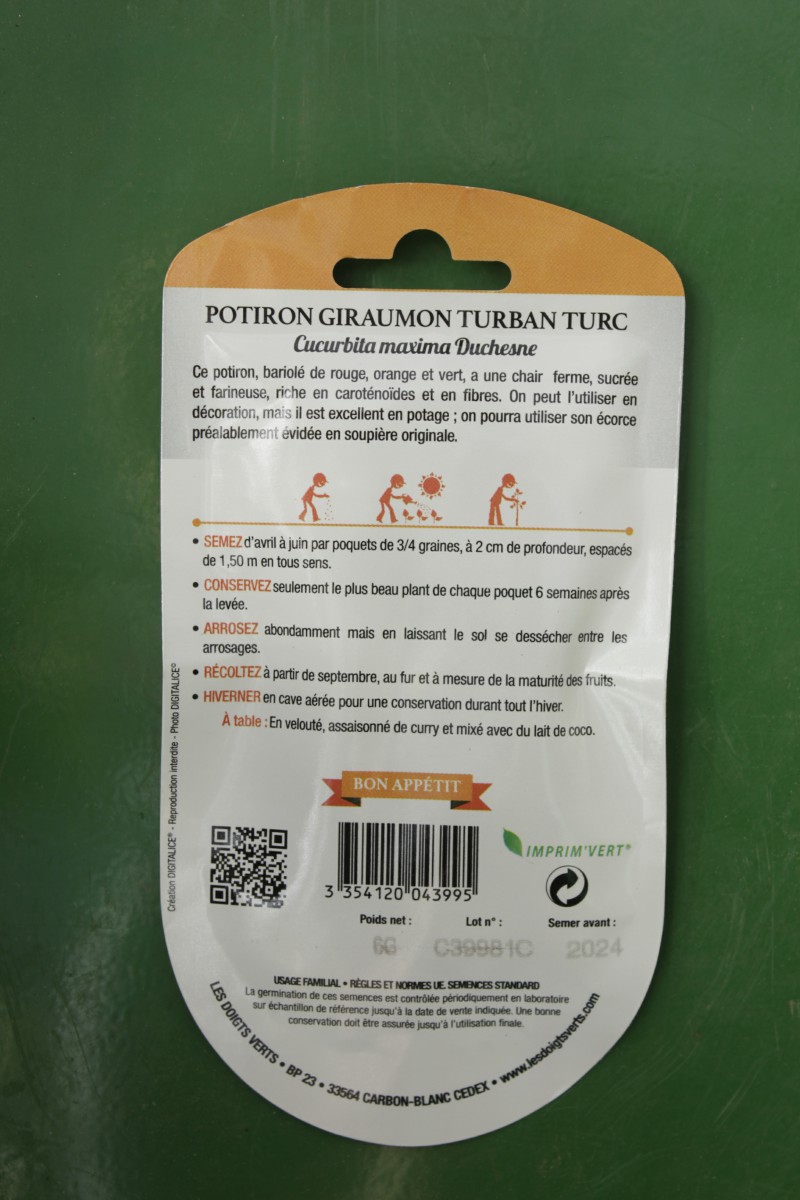 POTIRON GIRAUMON TURBAN TURC
Cucurbita maxima Duchesne
Ce potiron, bariolé de rouge, orange et vert, a une chair ferme, sucrée
et farineuse, riche en caroténoïdes et en fibres. On peut l'utiliser en
décoration, mais il est excellent en potage ; on pourra utiliser son écorce
préalablement évidée en soupière originale.
• SEMEZ d'avril à juin par poquets de 3/4 graines, à 2 cm de profondeur, espacés
de 1,50 m en tous sens.
• CONSERVEZ seulement le plus beau plant de chaque poquet 6 semaines après
la levée.
• ARROSEZ abondamment mais en laissant le sol se dessécher entre les
arrosages.
• RÉCOLTEZ à partir de septembre, au fur et à mesure de la maturité des fruits.
• HIVERNER en cave aérée pour une conservation durant tout l'hiver.
À table : En velouté, assaisonné de curry et mixé avec du lait de coco.
Création DIGITALICE® - Reproduction interdite - Photo DIGITALICE®
BON APPÉTIT
3 354120 043995
IMPRIM'VERT®
Poids net : Lot n° : Semer avant :
6G C39981C 2024
USAGE FAMILIAL • RÈGLES ET NORMES UE. SEMENCES STANDARD
La germination de ces semences est contrôlée périodiquement en laboratoire
sur échantillon de référence jusqu'à la date de vente indiquée. Une bonne
conservation doit être assurée jusqu'à l'utilisation finale.
LES DOIGTS VERTS • BP 23 • 33564 CARBON-BLANC CEDEX • www.lesdoigtsverts.com